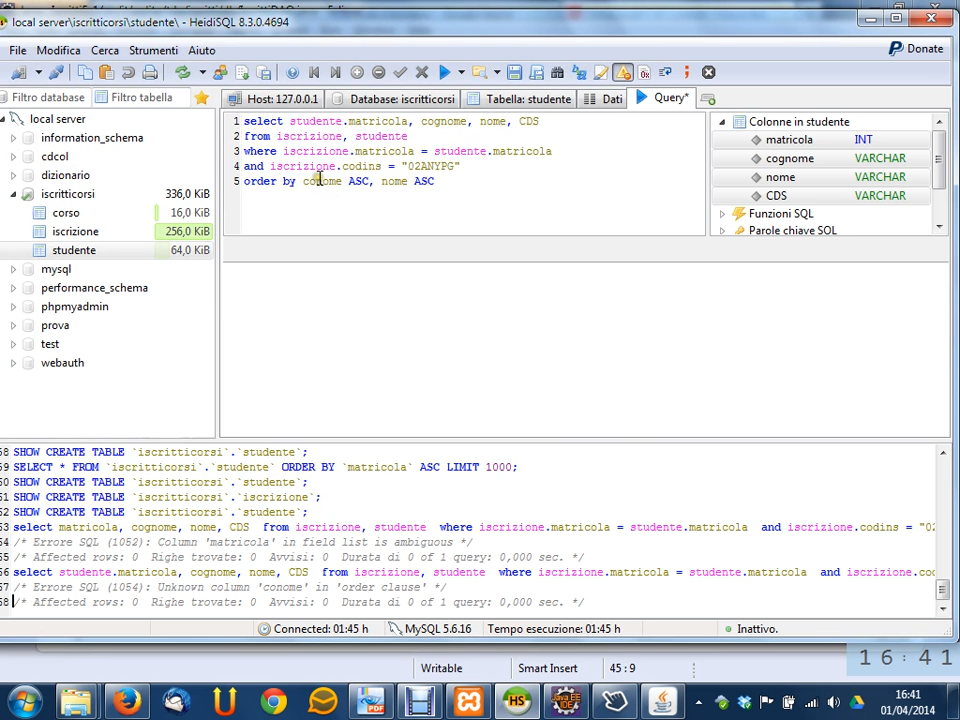 local server\iscritticorsi\studente\ - HeidiSQL 8.3.0.4694
File Modifica Cerca Strumenti Aiuto
Donate
Filtro database Filtro tabella
Host: 127.0.0.1 Database: iscritticorsi Tabella: studente Dati Query*
local server
information_schema
cdcol
dizionario
iscritticorsi 336,0 KiB
corso 16,0 KiB
iscrizione 256,0 KiB
studente 64,0 KiB
mysql
performance_schema
phpmyadmin
prova
test
webauth
1 select studente.matricola, cognome, nome, CDS
2 from iscrizione, studente
3 where iscrizione.matricola = studente.matricola
4 and iscrizione.codins = "02ANYPG"
5 order by conome ASC, nome ASC
Colonne in studente
matricola INT
cognome VARCHAR
nome VARCHAR
CDS VARCHAR
Funzioni SQL
Parole chiave SQL
58 SHOW CREATE TABLE `iscritticorsi`.`studente`;
59 SELECT * FROM `iscritticorsi`.`studente` ORDER BY `matricola` ASC LIMIT 1000;
50 SHOW CREATE TABLE `iscritticorsi`.`studente`;
51 SHOW CREATE TABLE `iscritticorsi`.`iscrizione`;
52 SHOW CREATE TABLE `iscritticorsi`.`studente`;
53 select matricola, cognome, nome, CDS from iscrizione, studente where iscrizione.matricola = studente.matricola and iscrizione.codins = "02
54 /* Errore SQL (1052): Column 'matricola' in field list is ambiguous */
55 /* Affected rows: 0 Righe trovate: 0 Avvisi: 0 Durata di 0 of 1 query: 0,000 sec. */
56 select studente.matricola, cognome, nome, CDS from iscrizione, studente where iscrizione.matricola = studente.matricola and iscrizione.co
57 /* Errore SQL (1054): Unknown column 'conome' in 'order clause' */
58 /* Affected rows: 0 Righe trovate: 0 Avvisi: 0 Durata di 0 of 1 query: 0,000 sec. */
Connected: 01:45 h MySQL 5.6.16 Tempo esecuzione: 01:45 h Inattivo.
16:41
Writable Smart Insert 45 : 9
16:41
01/04/2014